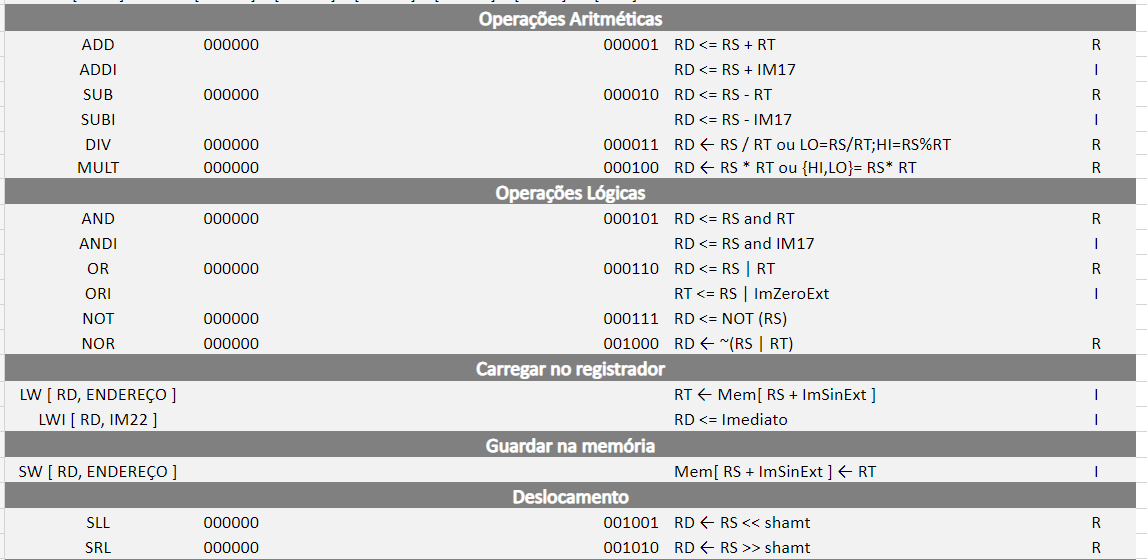 Operações Aritméticas
ADD 000000 000001 RD <= RS + RT R
ADDI RD <= RS + IM17 I
SUB 000000 000010 RD <= RS - RT R
SUBI RD <= RS - IM17 I
DIV 000000 000011 RD ← RS / RT ou LO=RS/RT;HI=RS%RT R
MULT 000000 000100 RD ← RS * RT ou {HI,LO}= RS* RT R
Operações Lógicas
AND 000000 000101 RD <= RS and RT R
ANDI RD <= RS and IM17 I
OR 000000 000110 RD <= RS | RT R
ORI RT <= RS | ImZeroExt I
NOT 000000 000111 RD <= NOT (RS)
NOR 000000 001000 RD ← ~(RS | RT) R
Carregar no registrador
LW [ RD, ENDEREÇO ] RT ← Mem[ RS + ImSinExt ] I
LWI [ RD, IM22 ] RD <= Imediato I
Guardar na memória
SW [ RD, ENDEREÇO ] Mem[ RS + ImSinExt ] ← RT I
Deslocamento
SLL 000000 001001 RD ← RS << shamt R
SRL 000000 001010 RD ← RS >> shamt R